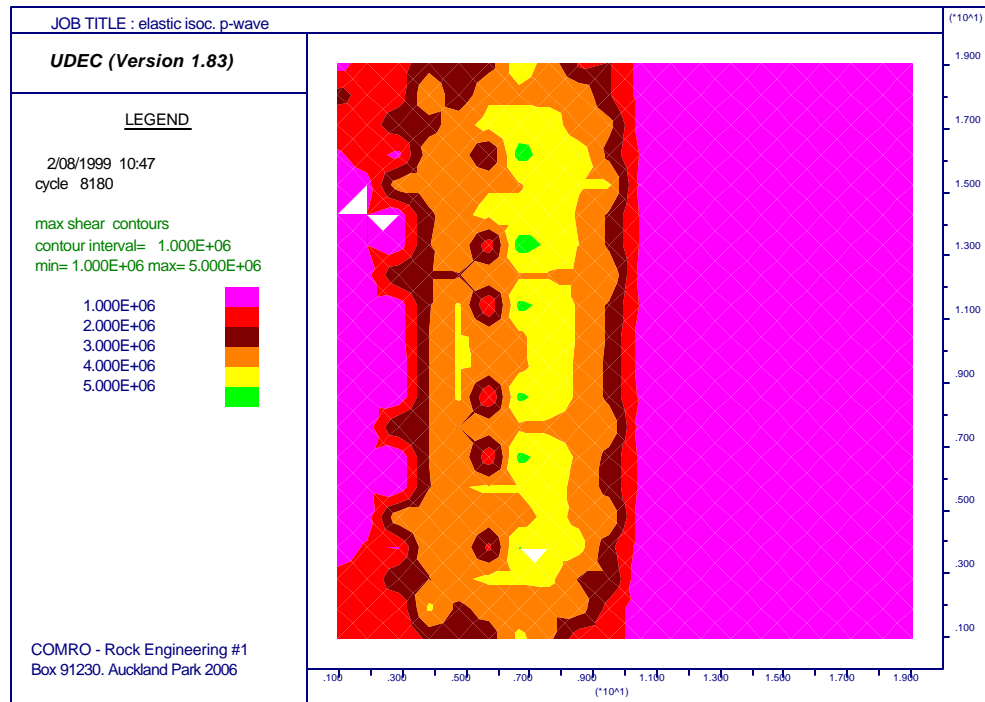 JOB TITLE : elastic isoc. p-wave
UDEC (Version 1.83)
LEGEND
2/08/1999 10:47
cycle 8180
max shear contours
contour interval= 1.000E+06
min= 1.000E+06 max= 5.000E+06
1.000E+06
2.000E+06
3.000E+06
4.000E+06
5.000E+06
COMRO - Rock Engineering #1
Box 91230. Auckland Park 2006
(*10^1)
1.900
1.700
1.500
1.300
1.100
.900
.700
.500
.300
.100
.100 .300 .500 .700 .900 1.100 1.300 1.500 1.700 1.900
(*10^1)